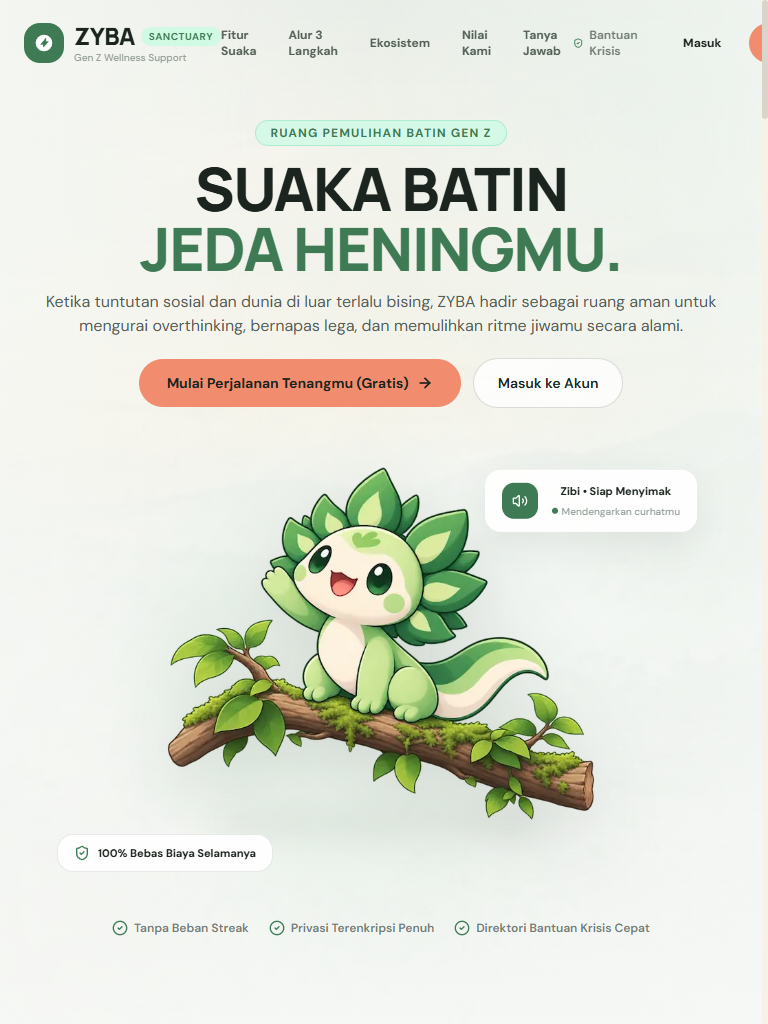 ZYBA SANCTUARY
Gen Z Wellness Support
Fitur
Suaka
Alur 3
Langkah
Ekosistem
Nilai
Kami
Tanya
Jawab
Bantuan
Krisis
Masuk
RUANG PEMULIHAN BATIN GEN Z
SUAKA BATIN
JEDA HENINGMU.
Ketika tuntutan sosial dan dunia di luar terlalu bising, ZYBA hadir sebagai ruang aman untuk
mengurai overthinking, bernapas lega, dan memulihkan ritme jiwamu secara alami.
Mulai Perjalanan Tenangmu (Gratis) →
Masuk ke Akun
Zibi • Siap Menyimak
Mendengarkan curhatmu
100% Bebas Biaya Selamanya
Tanpa Beban Streak
Privasi Terenkripsi Penuh
Direktori Bantuan Krisis Cepat